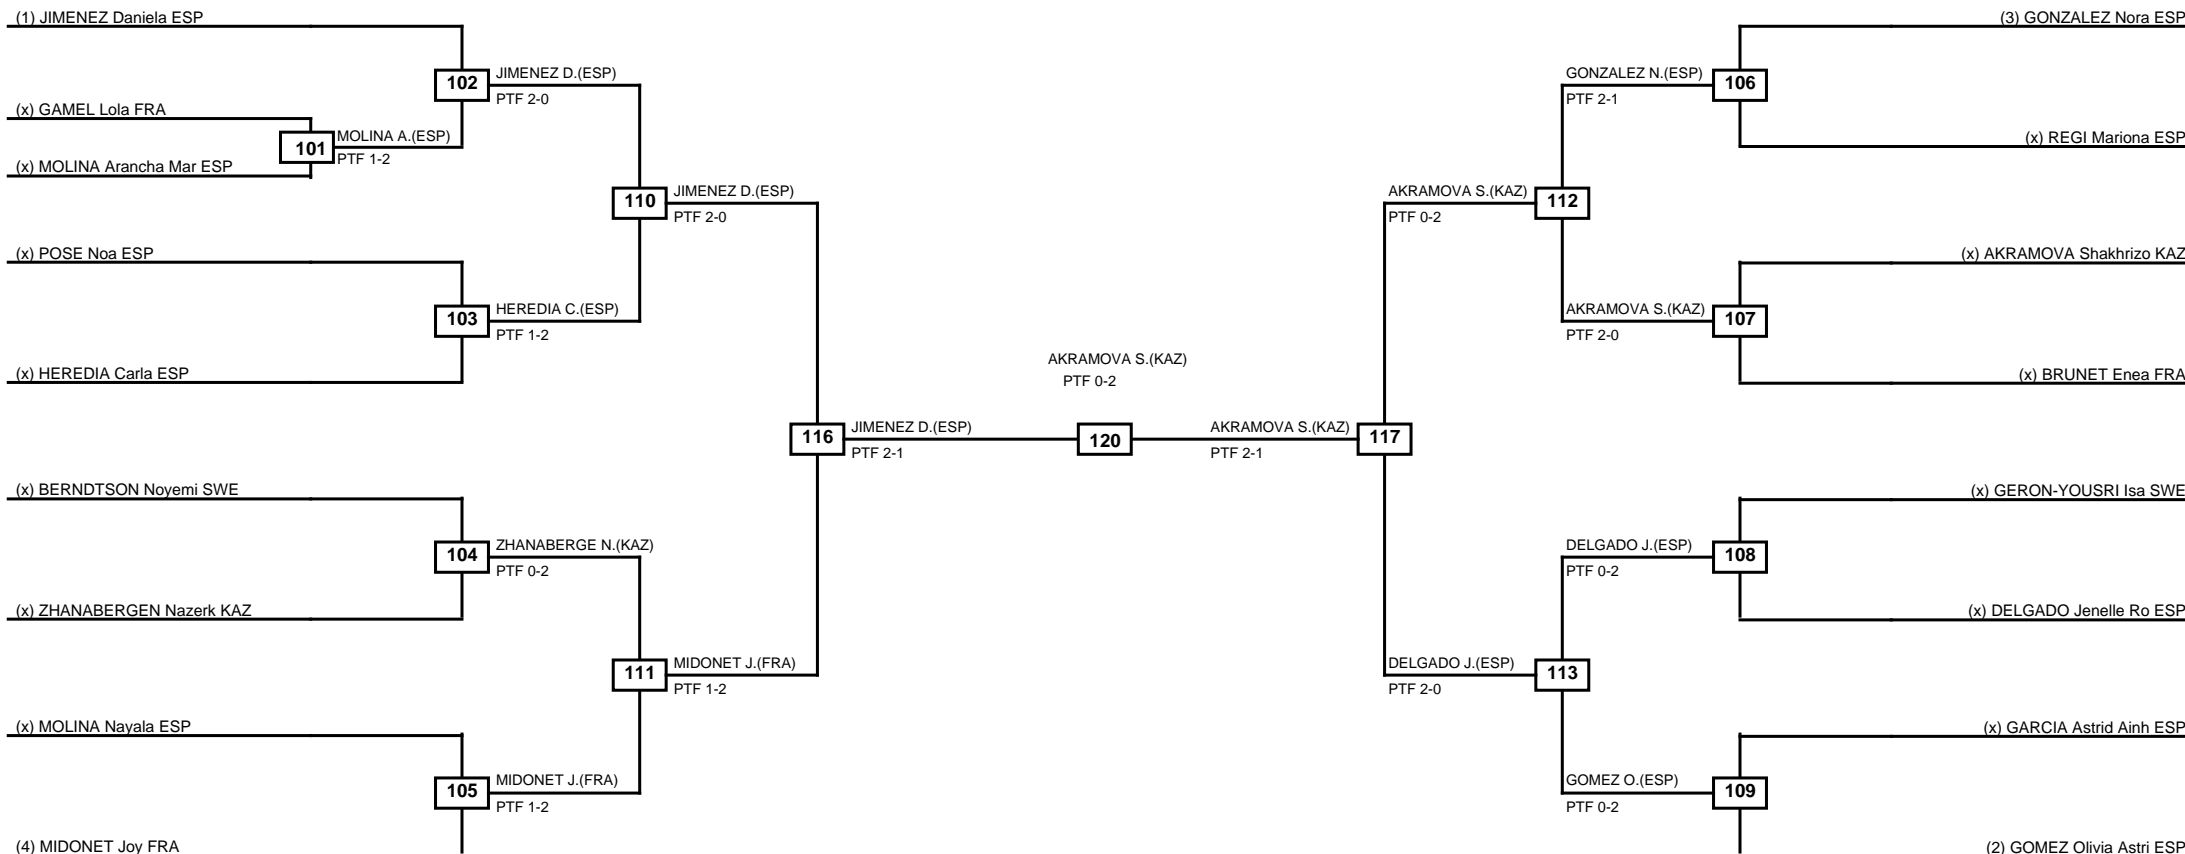 (1) JIMENEZ Daniela ESP
(3) GONZALEZ Nora ESP
102
JIMENEZ D.(ESP)
PTF 2-0
GONZALEZ N.(ESP)
PTF 2-1
106
(x) GAMEL Lola FRA
101
MOLINA A.(ESP)
PTF 1-2
(x) REGI Mariona ESP
(x) MOLINA Arancha Mar ESP
110
JIMENEZ D.(ESP)
PTF 2-0
AKRAMOVA S.(KAZ)
PTF 0-2
112
(x) POSE Noa ESP
(x) AKRAMOVA Shakhrizo KAZ
103
HEREDIA C.(ESP)
PTF 1-2
AKRAMOVA S.(KAZ)
PTF 2-0
107
(x) HEREDIA Carla ESP
AKRAMOVA S.(KAZ)
PTF 0-2
(x) BRUNET Enea FRA
116
JIMENEZ D.(ESP)
PTF 2-1
120
AKRAMOVA S.(KAZ)
PTF 2-1
117
(x) BERNDTSON Noyemi SWE
(x) GERON-YOUSRI Isa SWE
104
ZHANABERGE N.(KAZ)
PTF 0-2
DELGADO J.(ESP)
PTF 0-2
108
(x) ZHANABERGEN Nazerk KAZ
(x) DELGADO Jenelle Ro ESP
111
MIDONET J.(FRA)
PTF 1-2
DELGADO J.(ESP)
PTF 2-0
113
(x) MOLINA Nayala ESP
(x) GARCIA Astrid Ainh ESP
105
MIDONET J.(FRA)
PTF 1-2
GOMEZ O.(ESP)
PTF 0-2
109
(4) MIDONET Joy FRA
(2) GOMEZ Olivia Astri ESP